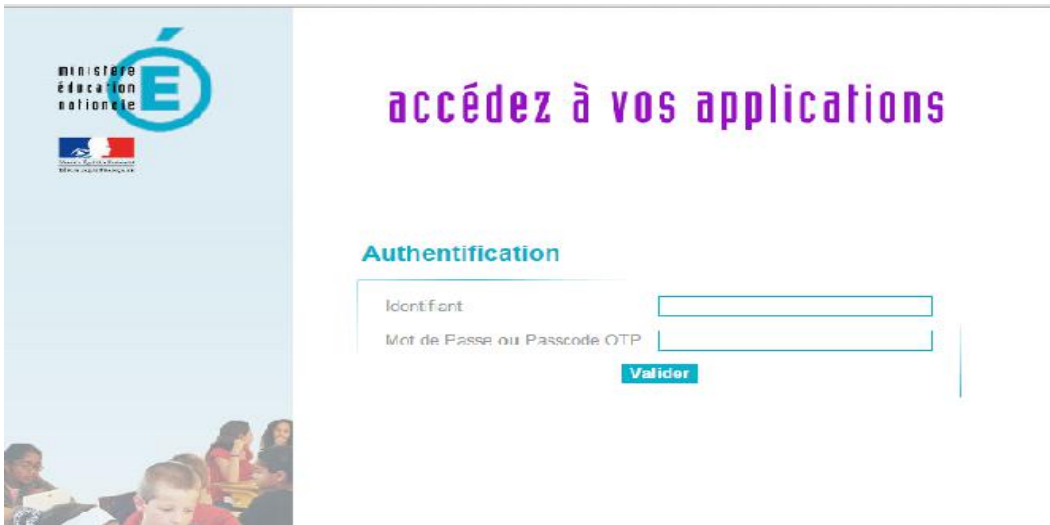 ministère
éducation
nationale
É
accédez à vos applications
Authentification
Identifiant
Mot de Passe ou Passcode OTP
Valider